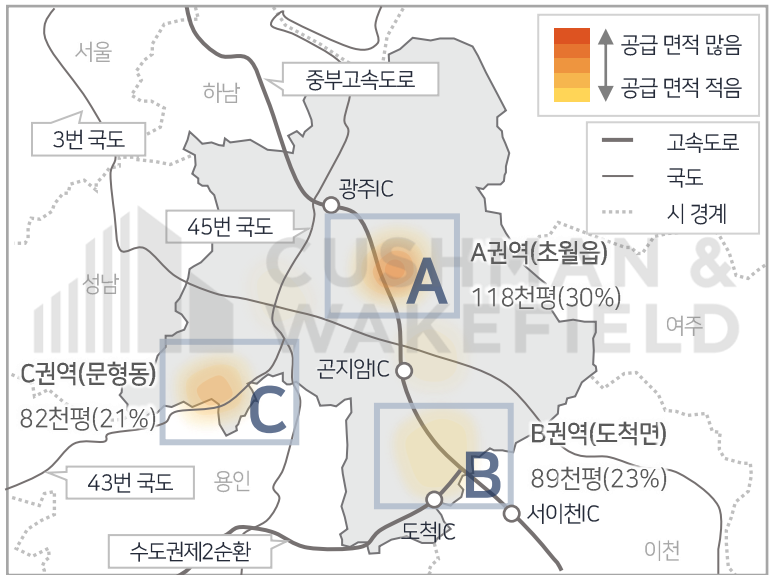 서울
하남
중부고속도로
공급 면적 많음
공급 면적 적음
3번 국도
고속도로
국도
시 경계
광주IC
45번 국도
A권역(초월읍)
118천평(30%)
A
CUSHMAN &
WAKEFIELD
성남
여주
곤지암IC
C권역(문형동)
82천평(21%)
C
B권역(도척면)
89천평(23%)
B
43번 국도
용인
도척IC
서이천IC
수도권제2순환
이천